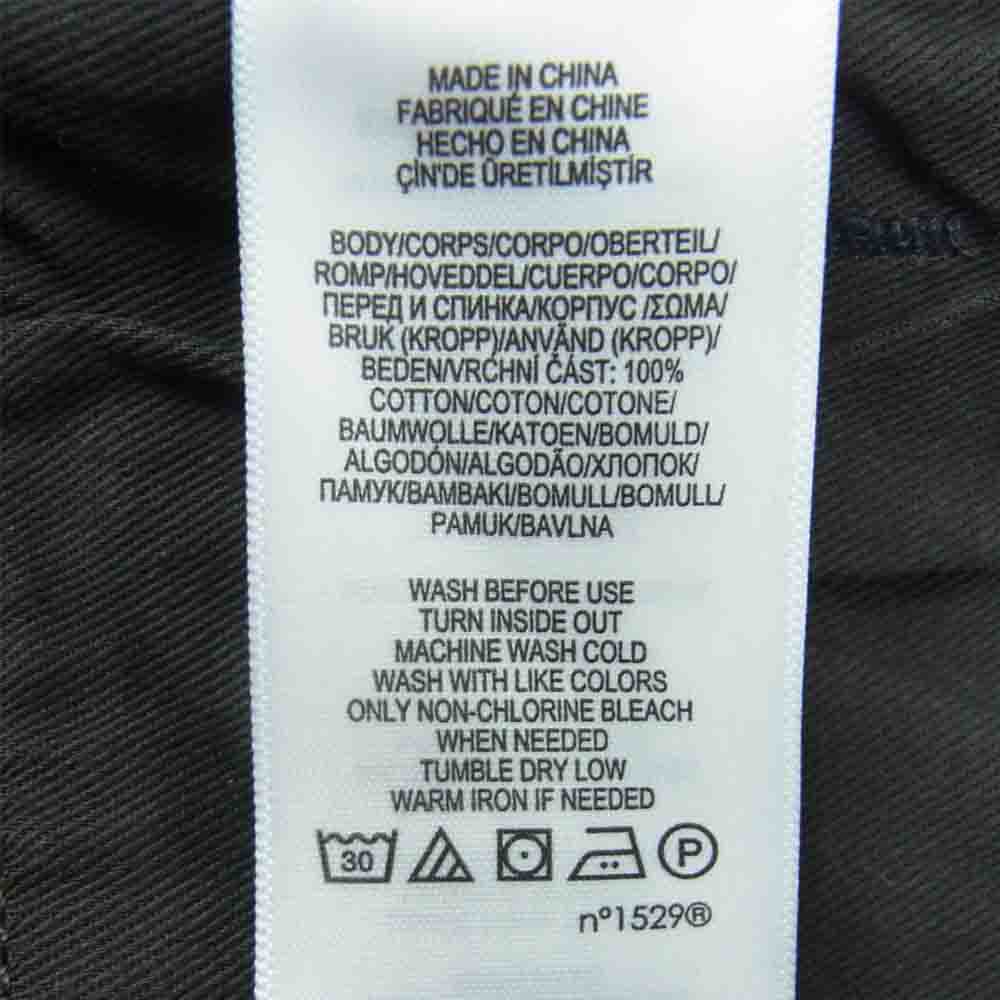 MADE IN CHINA
FABRIQUÉ EN CHINE
HECHO EN CHINA
ÇİN'DE ÜRETİLMİŞTİR
BODY/CORPS/CORPO/OBERTEIL/
ROMP/HOVEDDEL/CUERPO/CORPO/
ПЕРЕД И СПИНКА/КОРПУС /ΣΩΜΑ/
BRUK (KROPP)/ANVÄND (KROPP)/
BEDEN/VRCHNÍ ČÁST: 100%
COTTON/COTON/COTONE/
BAUMWOLLE/KATOEN/BOMULD/
ALGODÓN/ALGODÃO/ХЛОПОК/
ПАМУК/ΒΑΜΒΑΚΙ/BOMULL/BOMULL/
PAMUK/BAVLNA
WASH BEFORE USE
TURN INSIDE OUT
MACHINE WASH COLD
WASH WITH LIKE COLORS
ONLY NON-CHLORINE BLEACH
WHEN NEEDED
TUMBLE DRY LOW
WARM IRON IF NEEDED
30 P
nº1529®